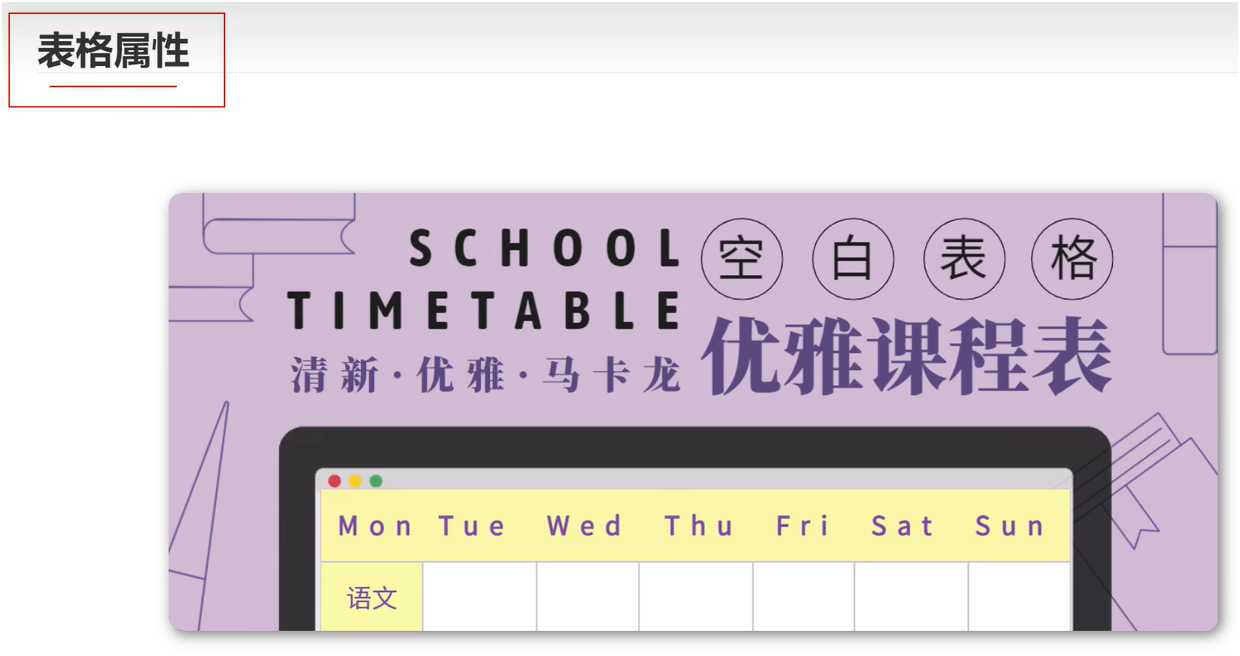 表格属性
SCHOOL
TIMETABLE
清新·优雅·马卡龙
空白表格
优雅课程表
Mon Tue Wed Thu Fri Sat Sun
语文